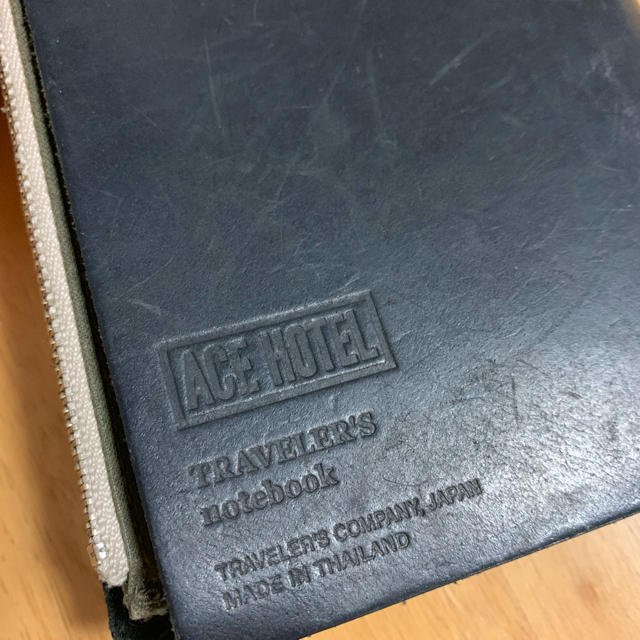 ACE HOTEL
TRAVELER'S
notebook
TRAVELER'S COMPANY, JAPAN
MADE IN THAILAND